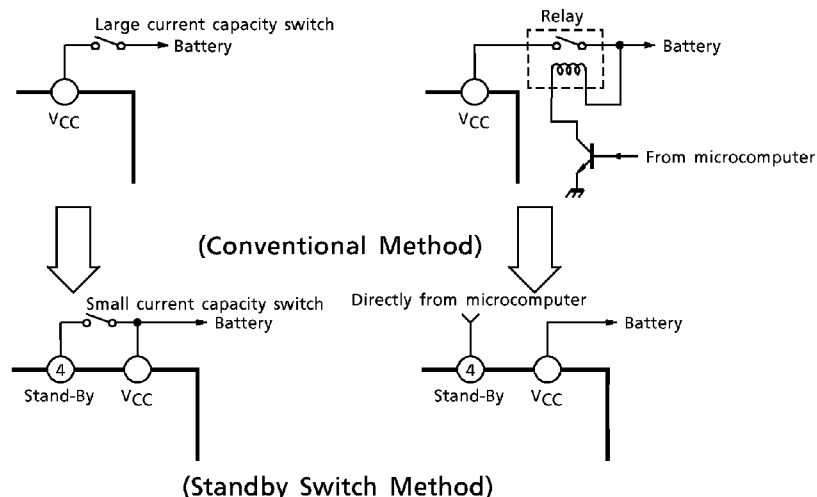 Large current capacity switch
Battery
VCC
Relay
Battery
VCC
From microcomputer
(Conventional Method)
Small current capacity switch
Battery
4
Stand-By
VCC
Directly from microcomputer
Battery
4
Stand-By
VCC
(Standby Switch Method)